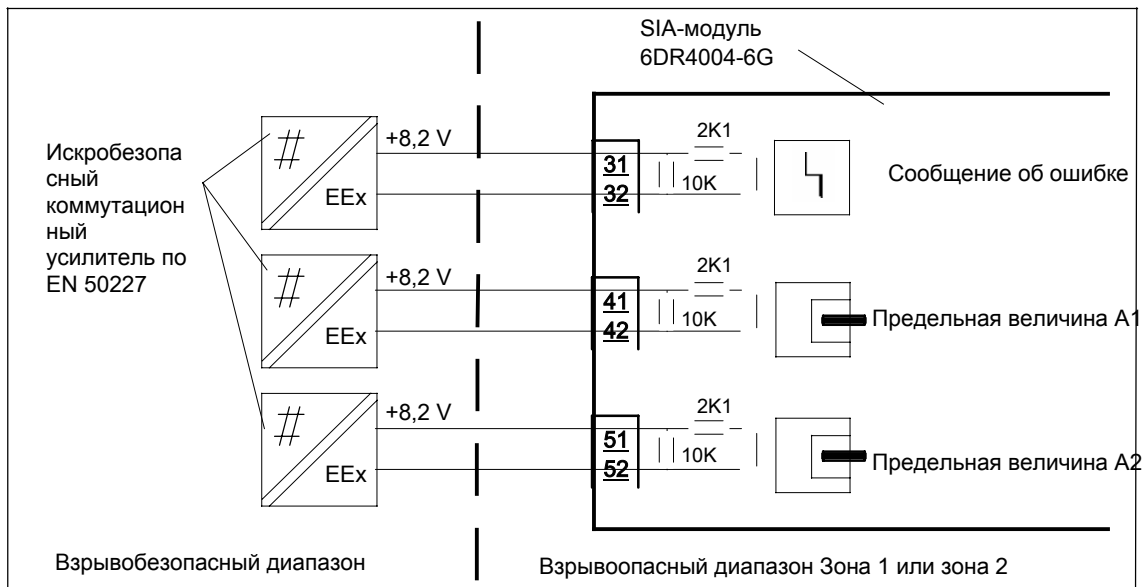 SIA-модуль
6DR4004-6G
Искробезопа
сный
коммутацион
ный
усилитель по
EN 50227
+8,2 V
EEx
31
32
2K1
10K
Сообщение об ошибке
+8,2 V
EEx
41
42
2K1
10K
Предельная величина A1
+8,2 V
EEx
51
52
2K1
10K
Предельная величина A2
Взрывобезопасный диапазон
Взрывоопасный диапазон Зона 1 или зона 2